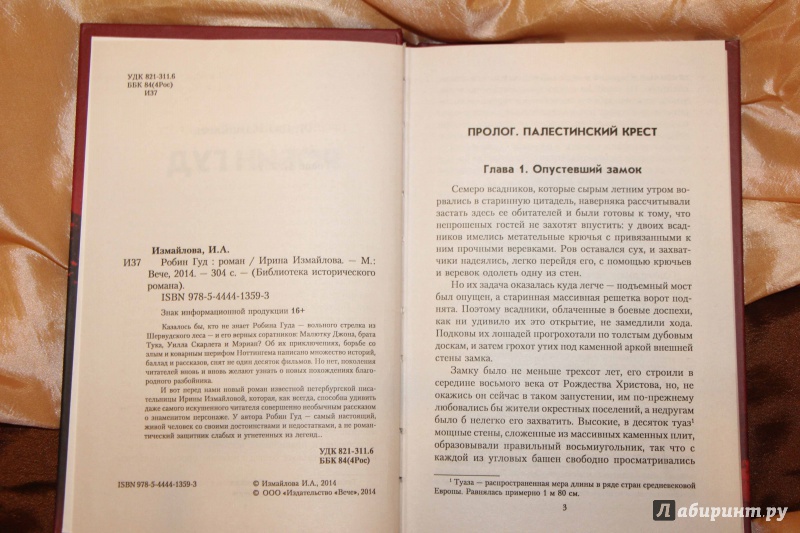 УДК 821-311.6
ББК 84(4Рос)
И37
Измайлова, И.А.
И37 Робин Гуд : роман / Ирина Измайлова. — М.:
Вече, 2014. — 304 с. — (Библиотека исторического
романа).
ISBN 978-5-4444-1359-3
Знак информационной продукции 16+
Казалось бы, кто не знает Робина Гуда — вольного стрелка из
Шервудского леса — и его верных соратников: Малютку Джона, брата
Тука, Уилла Скарлета и Мэриан? Об их приключениях, борьбе со
злым и коварным шерифом Ноттингема написано множество историй,
баллад и рассказов, снят не один десяток фильмов. Но нет, поколения
читателей вновь и вновь желают узнать о новых похождениях благо-
родного разбойника.
И вот перед нами новый роман известной петербургской писа-
тельницы Ирины Измайловой, которая, как всегда, способна удивить
даже самого искушенного читателя совершенно необычным рассказом
о знаменитом персонаже. У автора Робин Гуд — самый настоящий,
живой человек со своими достоинствами и недостатками, а не ро-
мантический защитник слабых и угнетенных из легенд...
УДК 821-311.6
ББК 84(4Рос)
ISBN 978-5-4444-1359-3
© Измайлова И.А., 2014
© ООО «Издательство «Вече», 2014
ПРОЛОГ. ПАЛЕСТИНСКИЙ КРЕСТ
Глава 1. Опустевший замок
Семеро всадников, которые сырым летним утром во-
рвались в старинную цитадель, наверняка рассчитывали
застать здесь ее обитателей и были готовы к тому, что
непрошеных гостей не захотят впустить: у двоих всад-
ников имелись метательные крючья с привязанными к
ним прочными веревками. Ров оставался сух, и захват-
чики надеялись, легко перейдя его, с помощью крючьев
и веревок одолеть одну из стен.
Но их задача оказалась куда легче — подъемный мост
был опущен, а старинная массивная решетка ворот под-
нята. Поэтому всадники, облаченные в боевые доспехи,
как ни удивило их это открытие, не замедлили хода.
Подковы их лошадей прогрохотали по толстым дубовым
доскам, и затем грохот утих под каменной аркой внешней
стены замка.
Замку было не меньше трехсот лет, его строили в
середине восьмого века от Рождества Христова, но, не
окажись он сейчас в таком запустении, им по-прежнему
любовались бы жители окрестных поселений, а недругам
было б нелегко его захватить. Высокие, в десяток туаз¹
мощные стены, сложенные из массивных каменных плит,
образовывали правильный восьмиугольник, так что с
каждой из угловых башен свободно просматривались
¹ Туаза — распространенная мера длины в ряде стран средневековой
Европы. Равнялась примерно 1 м 80 см.
3
Лабиринт.ру